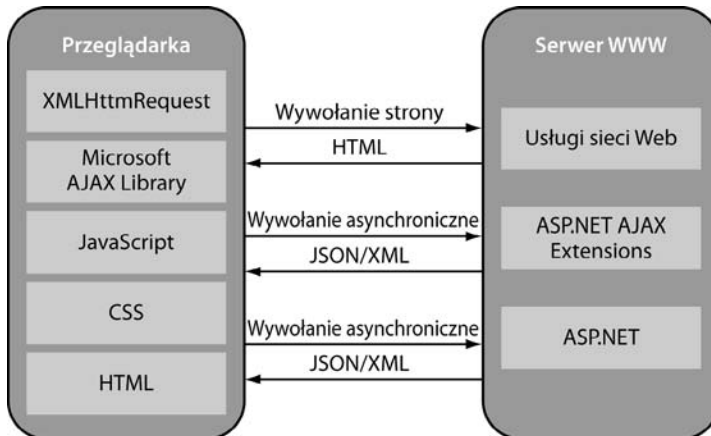 Przeglądarka
XMLHttmRequest
Microsoft
AJAX Library
JavaScript
CSS
HTML
Wywołanie strony
HTML
Wywołanie asynchroniczne
JSON/XML
Wywołanie asynchroniczne
JSON/XML
Serwer WWW
Usługi sieci Web
ASP.NET AJAX
Extensions
ASP.NET